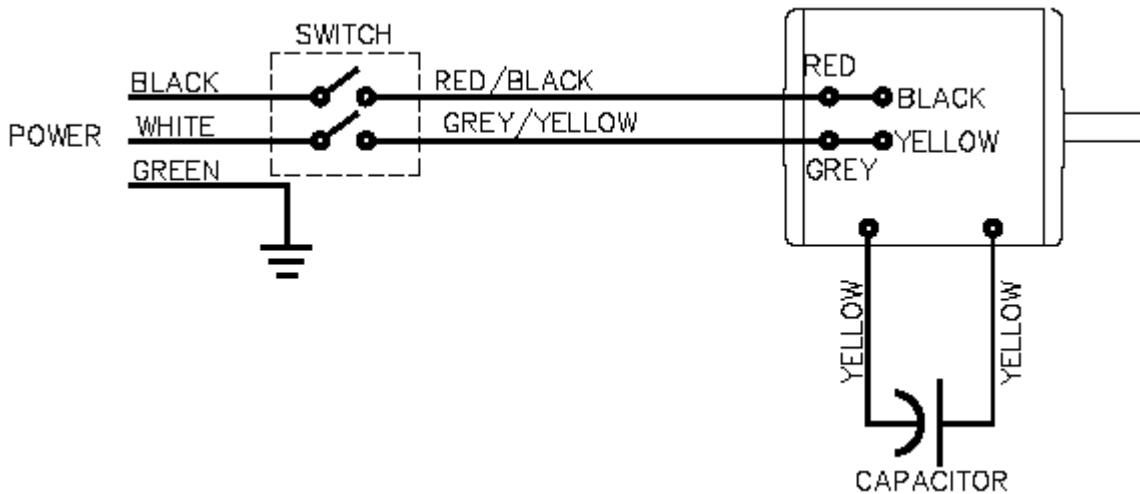 SWITCH
BLACK
RED/BLACK
RED
BLACK
POWER
WHITE
GREY/YELLOW
YELLOW
GREEN
GREY
YELLOW
YELLOW
CAPACITOR